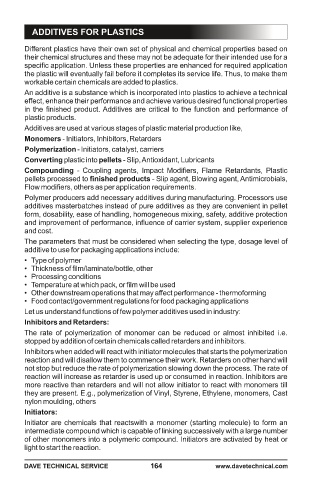 ADDITIVES FOR PLASTICS
Different plastics have their own set of physical and chemical properties based on
their chemical structures and these may not be adequate for their intended use for a
specific application. Unless these properties are enhanced for required application
the plastic will eventually fail before it completes its service life. Thus, to make them
workable certain chemicals are added to plastics.
An additive is a substance which is incorporated into plastics to achieve a technical
effect, enhance their performance and achieve various desired functional properties
in the finished product. Additives are critical to the function and performance of
plastic products.
Additives are used at various stages of plastic material production like,
Monomers - Initiators, Inhibitors, Retarders
Polymerization - Initiators, catalyst, carriers
Converting plastic into pellets - Slip, Antioxidant, Lubricants
Compounding - Coupling agents, Impact Modifiers, Flame Retardants, Plastic
pellets processed to finished products - Slip agent, Blowing agent, Antimicrobials,
Flow modifiers, others as per application requirements.
Polymer producers add necessary additives during manufacturing. Processors use
additives masterbatches instead of pure additives as they are convenient in pellet
form, dosability, ease of handling, homogeneous mixing, safety, additive protection
and improvement of performance, influence of carrier system, supplier experience
and cost.
The parameters that must be considered when selecting the type, dosage level of
additive to use for packaging applications include:
• Type of polymer
• Thickness of film/laminate/bottle, other
• Processing conditions
• Temperature at which pack, or film will be used
• Other downstream operations that may affect performance - thermoforming
• Food contact/government regulations for food packaging applications
Let us understand functions of few polymer additives used in industry:
Inhibitors and Retarders:
The rate of polymerization of monomer can be reduced or almost inhibited i.e.
stopped by addition of certain chemicals called retarders and inhibitors.
Inhibitors when added will react with initiator molecules that starts the polymerization
reaction and will disallow them to commence their work. Retarders on other hand will
not stop but reduce the rate of polymerization slowing down the process. The rate of
reaction will increase as retarder is used up or consumed in reaction. Inhibitors are
more reactive than retarders and will not allow initiator to react with monomers till
they are present. E.g., polymerization of Vinyl, Styrene, Ethylene, monomers, Cast
nylon moulding, others
Initiators:
Initiator are chemicals that reactswith a monomer (starting molecule) to form an
intermediate compound which is capable of linking successively with a large number
of other monomers into a polymeric compound. Initiators are activated by heat or
light to start the reaction.
DAVE TECHNICAL SERVICE 164 www.davetechnical.com